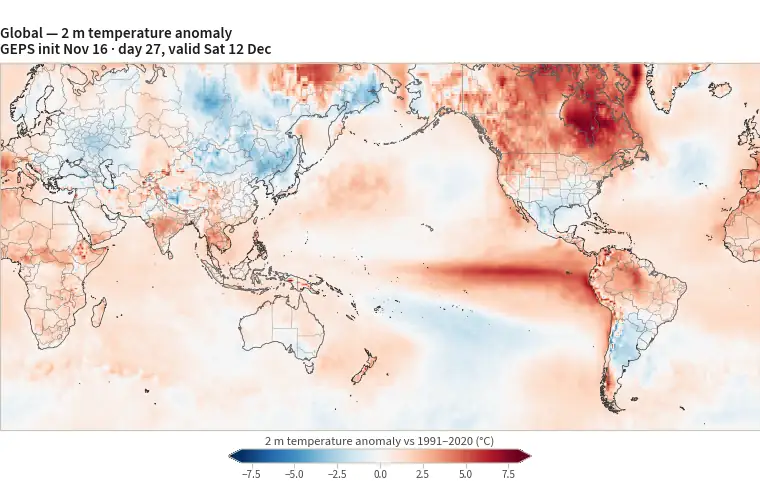 Global — 2 m temperature anomaly
GEPS init Nov 16 · day 27, valid Sat 12 Dec
2 m temperature anomaly vs 1991–2020 (°C)
−7.5 −5.0 −2.5 0.0 2.5 5.0 7.5